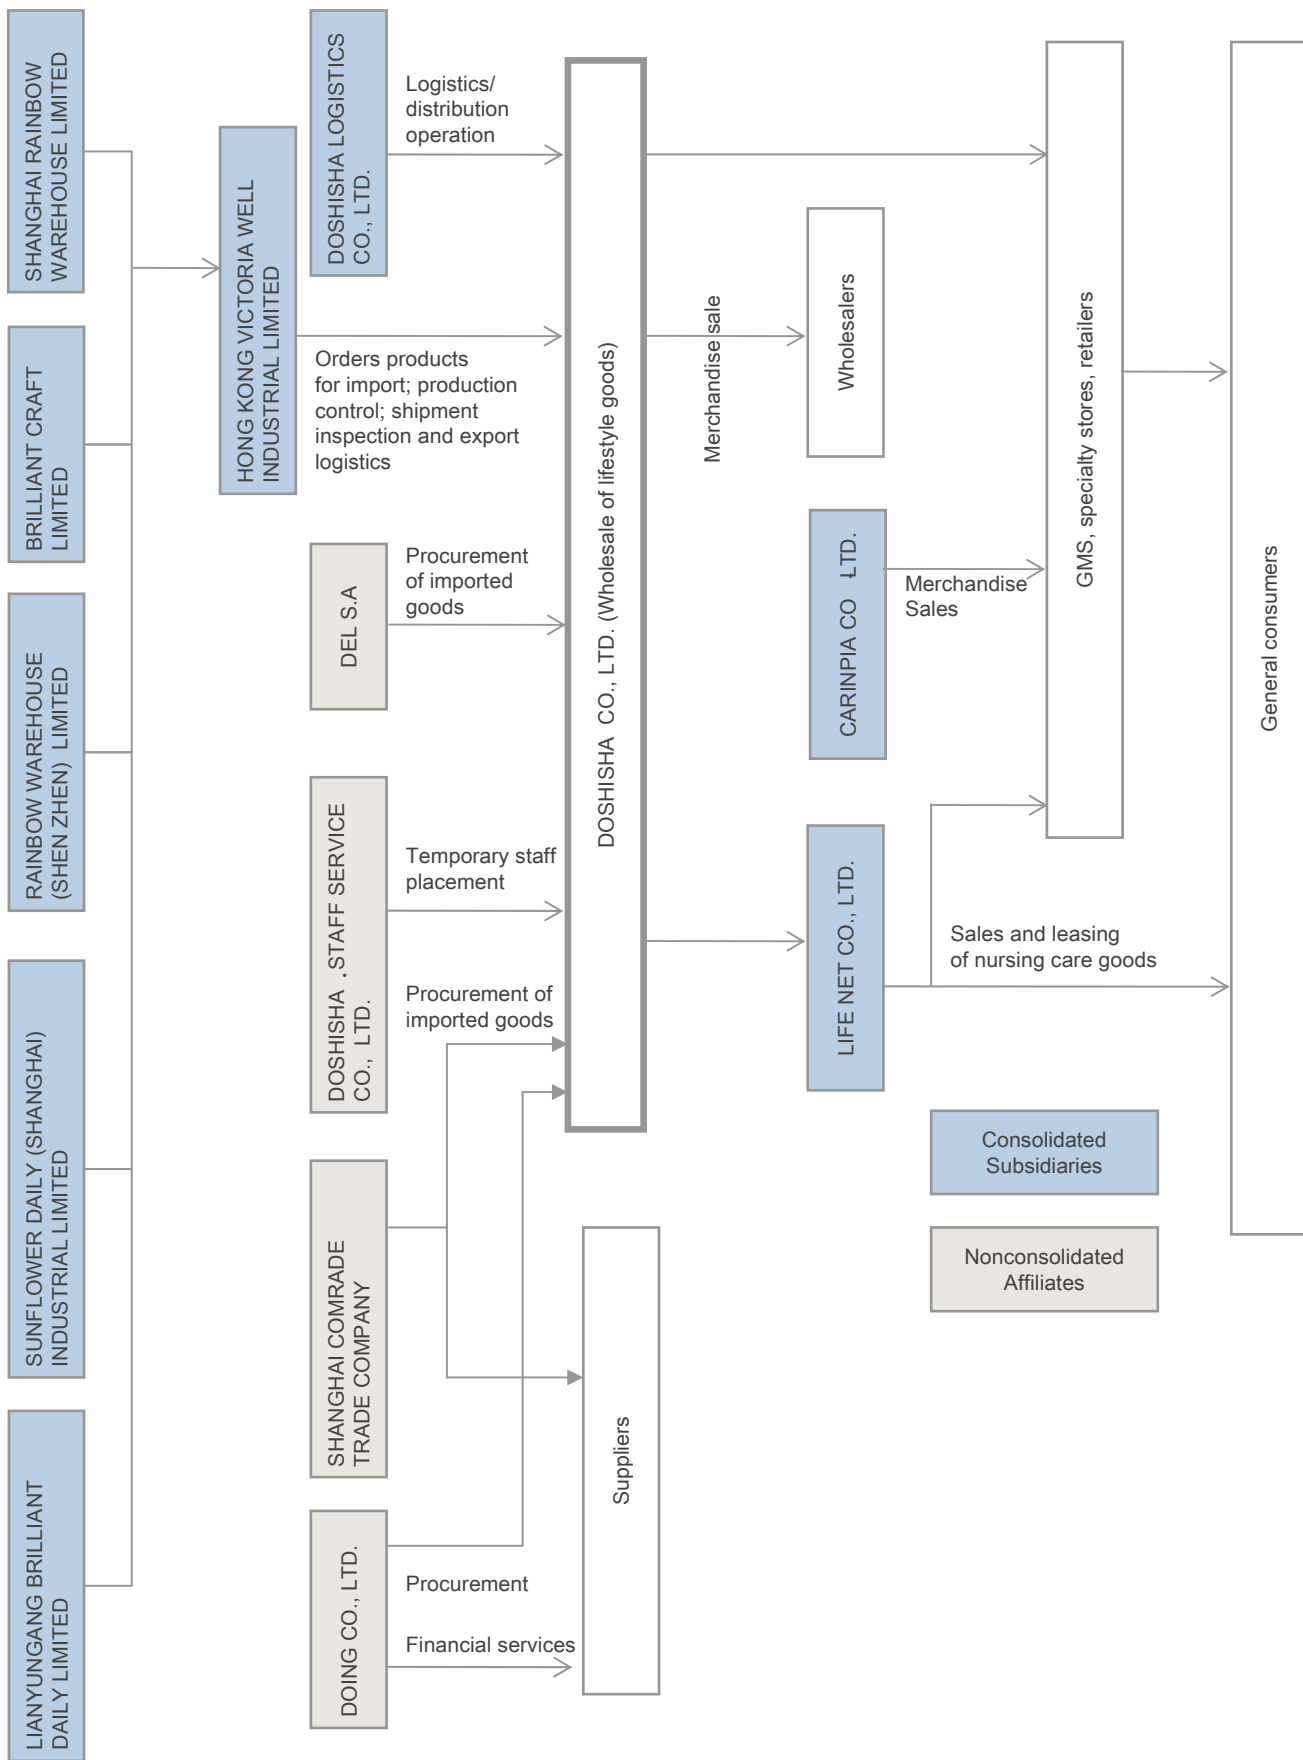 SHANGHAI RAINBOW
WAREHOUSE LIMITED
BRILLIANT CRAFT
LIMITED
RAINBOW WAREHOUSE
(SHEN ZHEN) LIMITED
SUNFLOWER DAILY (SHANGHAI)
INDUSTRIAL LIMITED
LIANYUNGANG BRILLIANT
DAILY LIMITED
HONG KONG VICTORIA WELL
INDUSTRIAL LIMITED
DOSHISHA LOGISTICS
CO., LTD.
Logistics/
distribution
operation
Orders products
for import; production
control; shipment
inspection and export
logistics
DEL S.A
Procurement
of imported
goods
DOSHISHA .STAFF SERVICE
CO., LTD.
Temporary staff
placement
SHANGHAI COMRADE
TRADE COMPANY
Procurement of
imported goods
DOING CO., LTD.
Procurement
Financial services
DOSHISHA CO., LTD. (Wholesale of lifestyle goods)
Suppliers
Merchandise sale
Wholesalers
CARINPIA CO ., LTD.
Merchandise
Sales
LIFE NET CO., LTD.
Sales and leasing
of nursing care goods
GMS, specialty stores, retailers
General consumers
Consolidated
Subsidiaries
Nonconsolidated
Affiliates